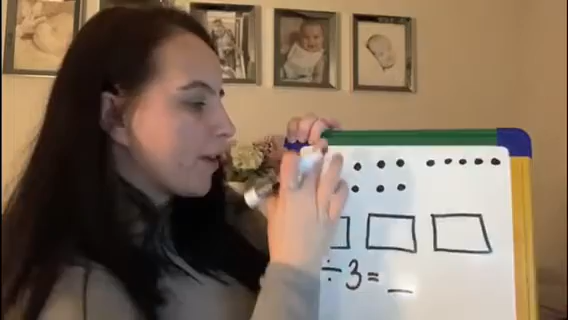 ÷ 3 = _